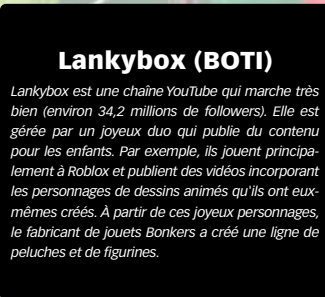 Lankybox (BOTI)
Lankybox est une chaîne YouTube qui marche très
bien (environ 34,2 millions de followers). Elle est
gérée par un joyeux duo qui publie du contenu
pour les enfants. Par exemple, ils jouent principa-
lement à Roblox et publient des vidéos incorporant
les personnages de dessins animés qu'ils ont eux-
mêmes créés. À partir de ces joyeux personnages,
le fabricant de jouets Bonkers a créé une ligne de
peluches et de figurines.